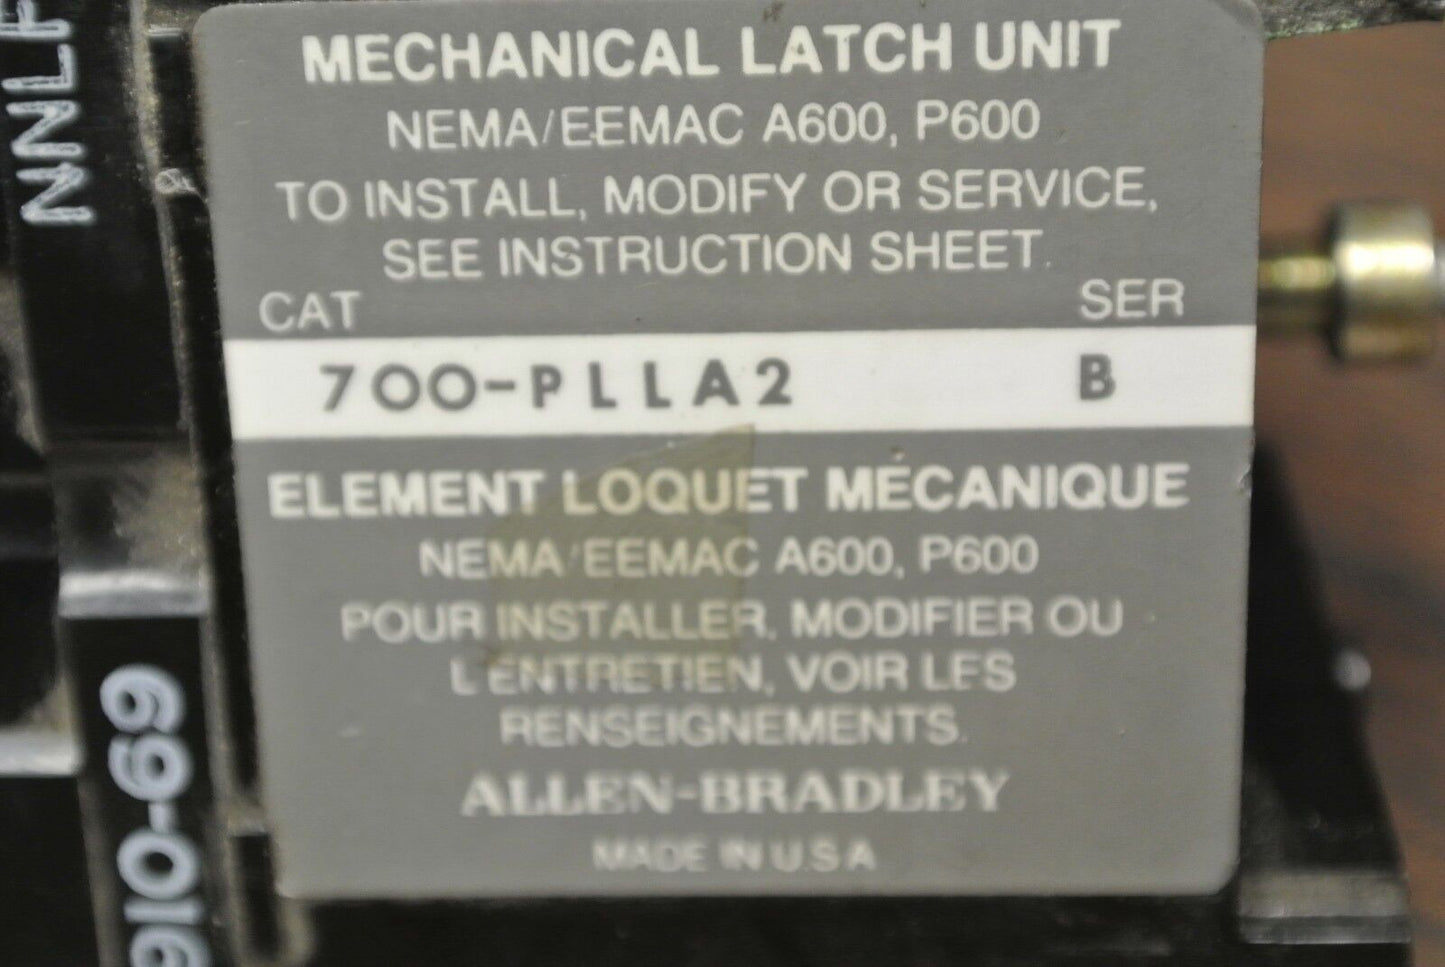 MECHANICAL LATCH UNIT
NEMA/EEMAC A600, P600
TO INSTALL, MODIFY OR SERVICE,
SEE INSTRUCTION SHEET.
CAT SER
700-PLLA2 B
ELEMENT LOQUET MECANIQUE
NEMA/EEMAC A600, P600
POUR INSTALLER, MODIFIER OU
L'ENTRETIEN, VOIR LES
RENSEIGNEMENTS.
ALLEN-BRADLEY
MADE IN U.S.A
910-69